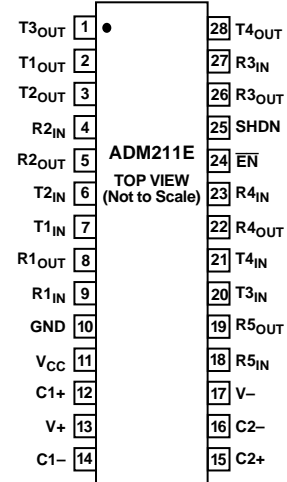 T3OUT 1 28 T4OUT
T1OUT 2 27 R3IN
T2OUT 3 26 R3OUT
R2IN 4 25 SHDN
R2OUT 5 ADM211E 24 EN
TOP VIEW
T2IN 6 (Not to Scale) 23 R4IN
T1IN 7 22 R4OUT
R1OUT 8 21 T4IN
R1IN 9 20 T3IN
GND 10 19 R5OUT
VCC 11 18 R5IN
C1+ 12 17 V–
V+ 13 16 C2–
C1– 14 15 C2+